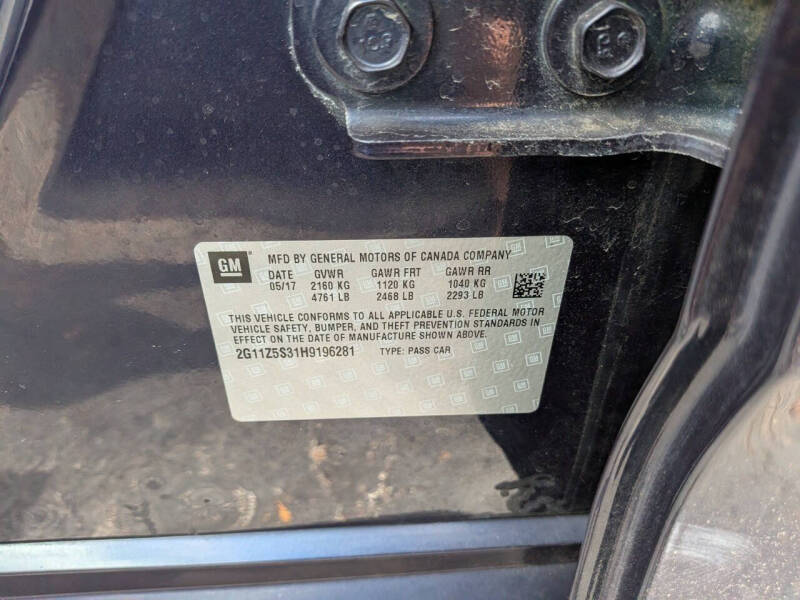 GM
MFD BY GENERAL MOTORS OF CANADA COMPANY
DATE GVWR GAWR FRT GAWR RR
05/17 2160 KG 1120 KG 1040 KG
4761 LB 2468 LB 2293 LB
THIS VEHICLE CONFORMS TO ALL APPLICABLE U.S. FEDERAL MOTOR
VEHICLE SAFETY, BUMPER, AND THEFT PREVENTION STANDARDS IN
EFFECT ON THE DATE OF MANUFACTURE SHOWN ABOVE.
2G11Z5S31H9196281 TYPE: PASS CAR